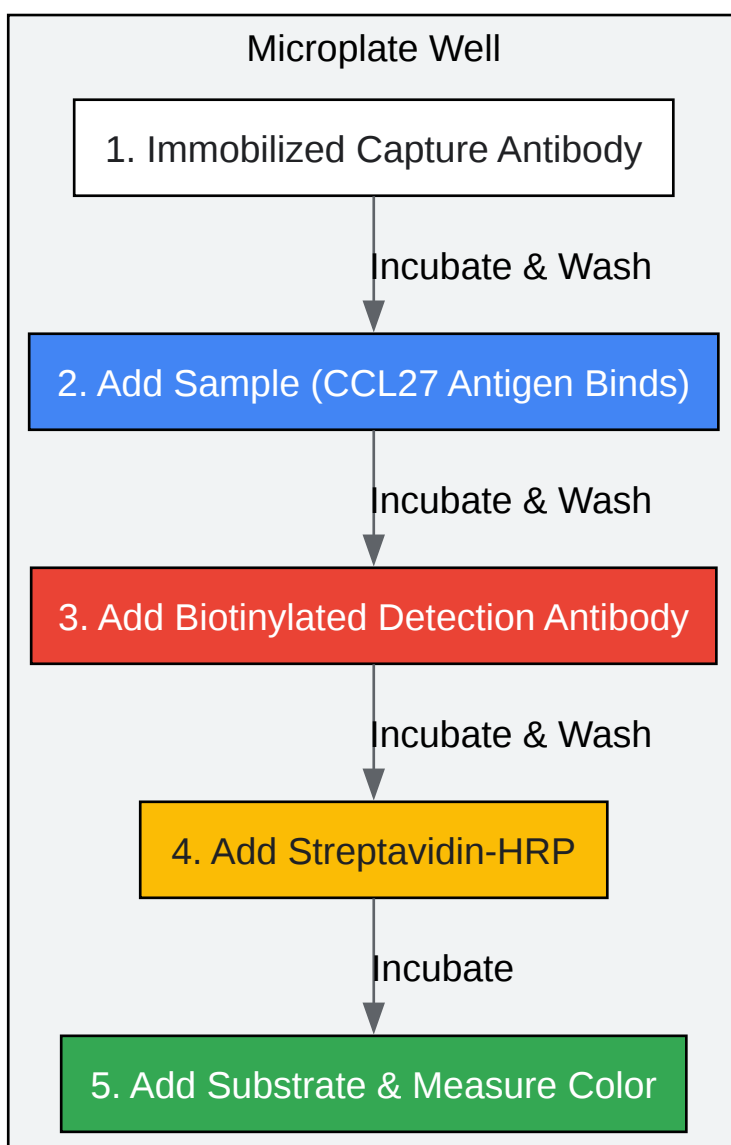 Microplate Well
1. Immobilized Capture Antibody
Incubate & Wash
2. Add Sample (CCL27 Antigen Binds)
Incubate & Wash
3. Add Biotinylated Detection Antibody
Incubate & Wash
4. Add Streptavidin-HRP
Incubate
5. Add Substrate & Measure Color